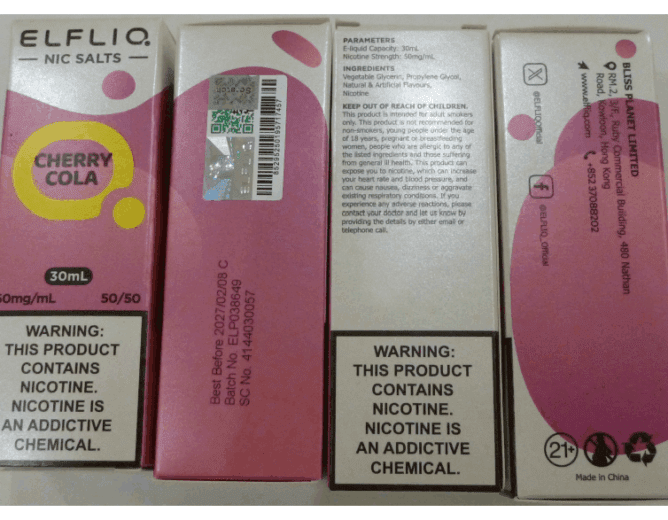 ELFLIQ
NIC SALTS
CHERRY
COLA
30mL
50mg/mL 50/50
WARNING:
THIS PRODUCT
CONTAINS
NICOTINE.
NICOTINE IS
AN ADDICTIVE
CHEMICAL.
Best Before 2027/02/08 C
Batch No. ELP038649
SC No. 4144030057
PARAMETERS
E-liquid Capacity: 30mL
Nicotine Strength: 50mg/mL
INGREDIENTS
Vegetable Glycerin, Propylene Glycol,
Natural & Artificial Flavours,
Nicotine
KEEP OUT OF REACH OF CHILDREN.
This product is intended for adult smokers
only. This product is not recommended for
non-smokers, young people under the age
of 18 years, pregnant or breastfeeding
women, people who are allergic to any of
the listed ingredients and those suffering
from general ill health. This product can
expose you to nicotine, which can increase
your heart rate and blood pressure, and
can cause nausea, dizziness or aggravate
existing respiratory conditions. If you
experience any adverse reactions, please
contact your doctor and let us know by
providing the details by either email or
telephone call.
WARNING:
THIS PRODUCT
CONTAINS
NICOTINE.
NICOTINE IS
AN ADDICTIVE
CHEMICAL.
BLISS PLANET LIMITED
RM.2, 3/F, Ruby Commercial Building, 480 Nathan
Road, Kowloon, Hong Kong
+852 37088202
www.elfliq.com
@ELFLIQofficial
@ELFLIQ_official
21+
Made in China